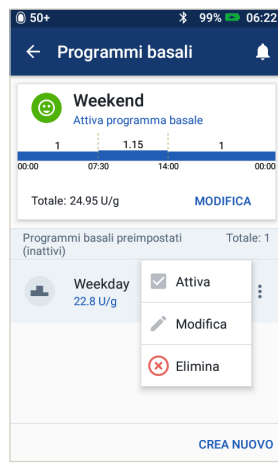 50+ 99% 06:22
Programmi basali
Weekend
Attiva programma basale
1 1.15 1
00:00 07:30 14:00 00:00
Totale: 24.95 U/g MODIFICA
Programmi basali preimpostati Totale: 1
(inattivi)
Weekday
22.8 U/g
Attiva
Modifica
Elimina
CREA NUOVO